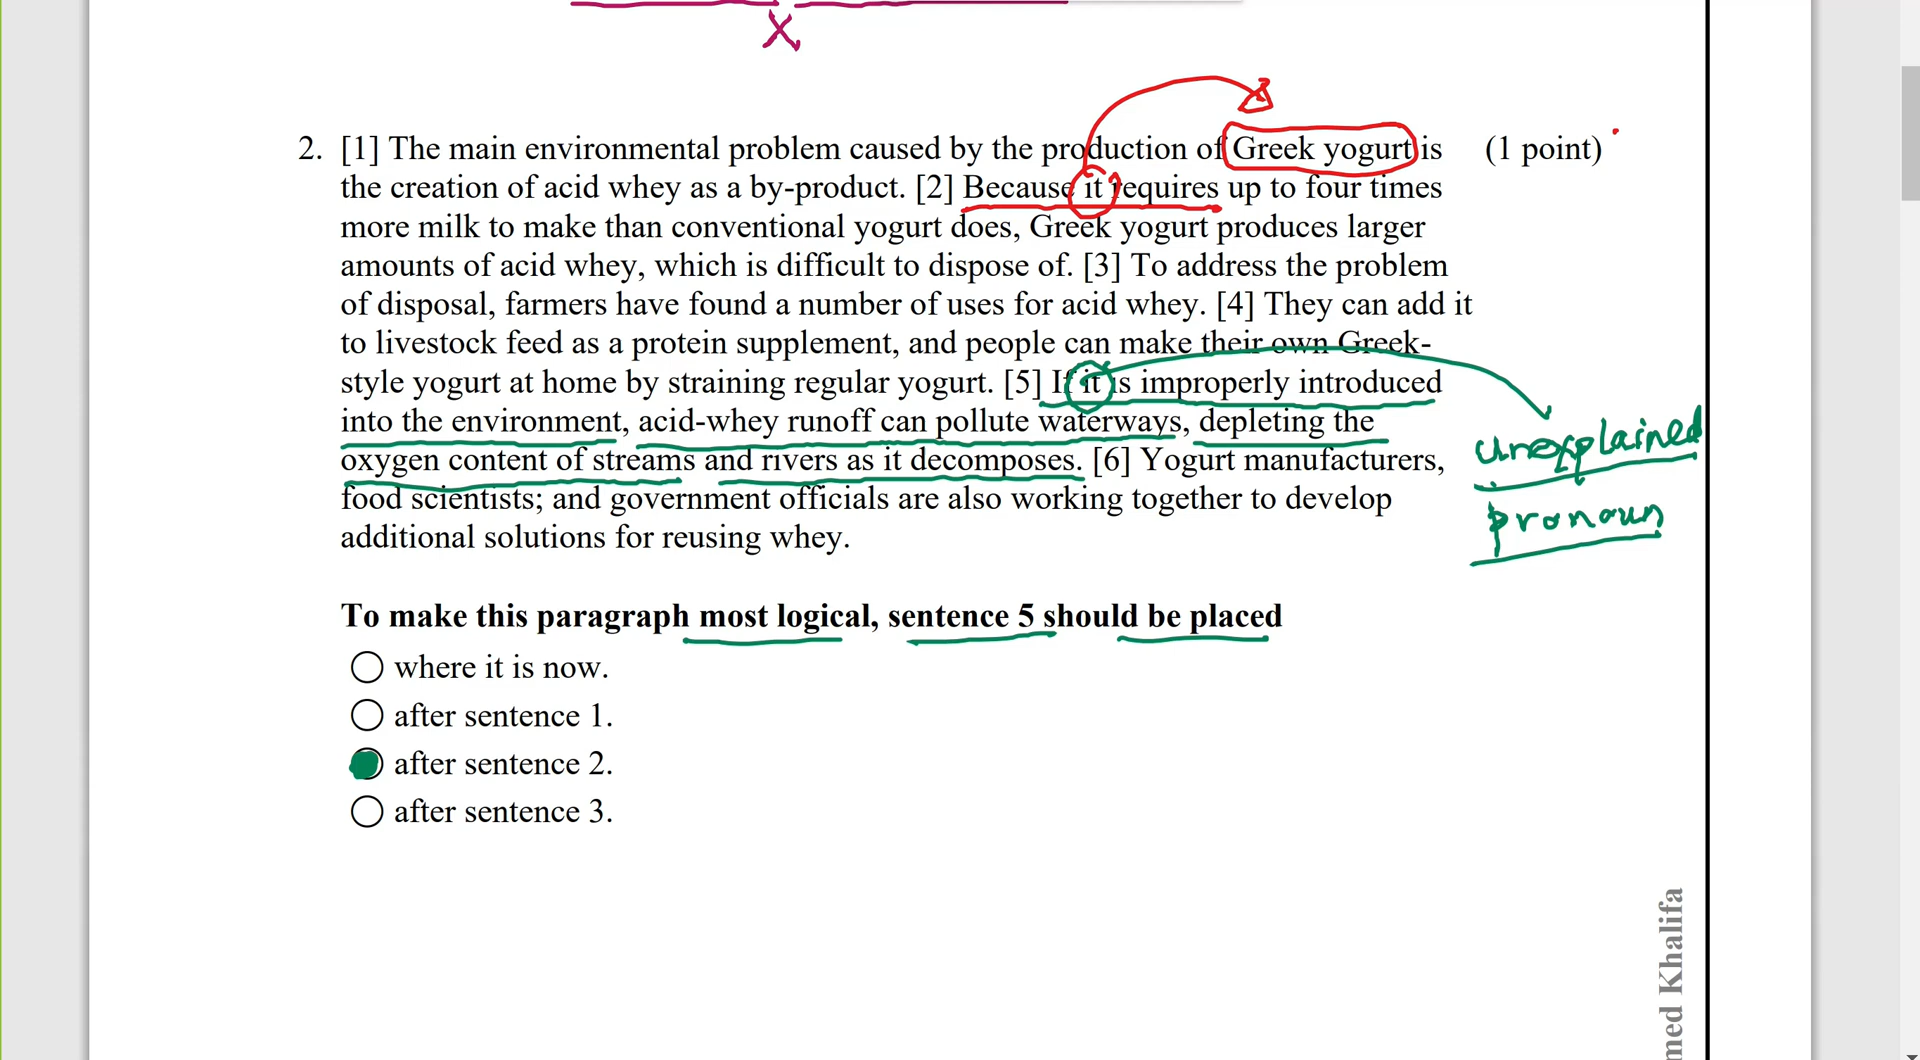 X
2. [1] The main environmental problem caused by the production of Greek yogurt is (1 point)
the creation of acid whey as a by-product. [2] Because it requires up to four times
more milk to make than conventional yogurt does, Greek yogurt produces larger
amounts of acid whey, which is difficult to dispose of. [3] To address the problem
of disposal, farmers have found a number of uses for acid whey. [4] They can add it
to livestock feed as a protein supplement, and people can make their own Greek-
style yogurt at home by straining regular yogurt. [5] If it is improperly introduced
into the environment, acid-whey runoff can pollute waterways, depleting the
oxygen content of streams and rivers as it decomposes. [6] Yogurt manufacturers,
food scientists; and government officials are also working together to develop
additional solutions for reusing whey.
unexplained
pronoun
To make this paragraph most logical, sentence 5 should be placed
where it is now.
after sentence 1.
after sentence 2.
after sentence 3.
med Khalifa